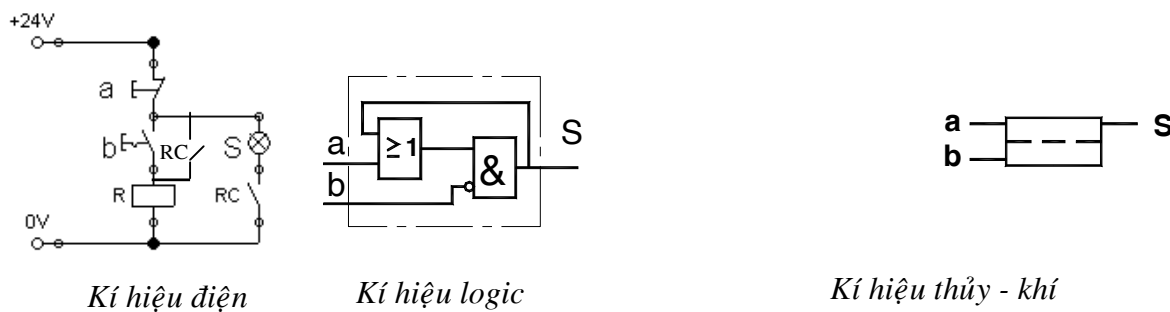 +24V
a
b
RC
S
R
RC
0V
Kí hiệu điện
a
b
≥1
&
S
Kí hiệu logic
a
b
S
Kí hiệu thủy - khí